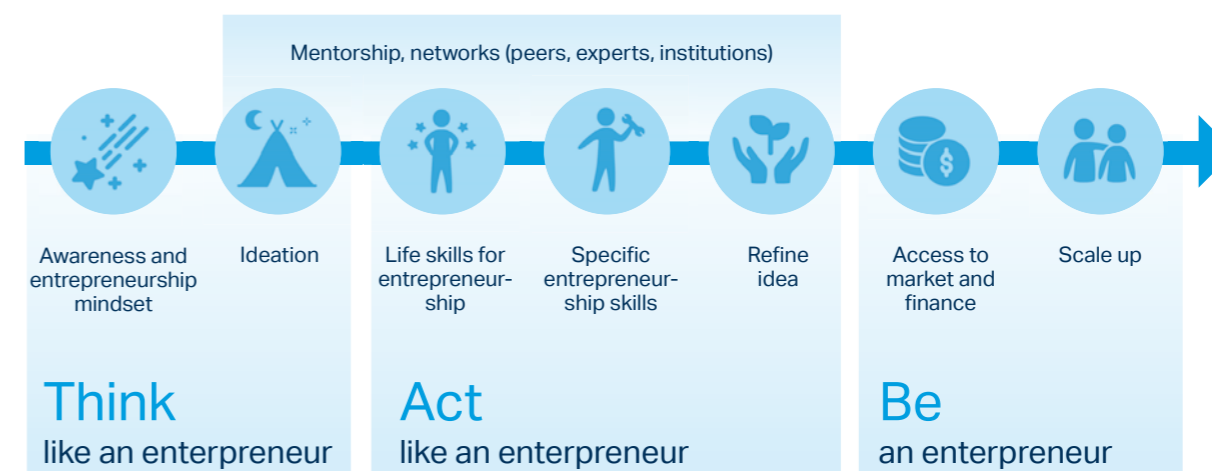 Mentorship, networks (peers, experts, institutions)
Awareness and
entrepreneurship
mindset
Ideation
Life skills for
entrepreneur-
ship
Specific
entrepreneur-
ship skills
Refine
idea
Access to
market and
finance
Scale up
Think
like an enterpreneur
Act
like an enterpreneur
Be
an enterpreneur